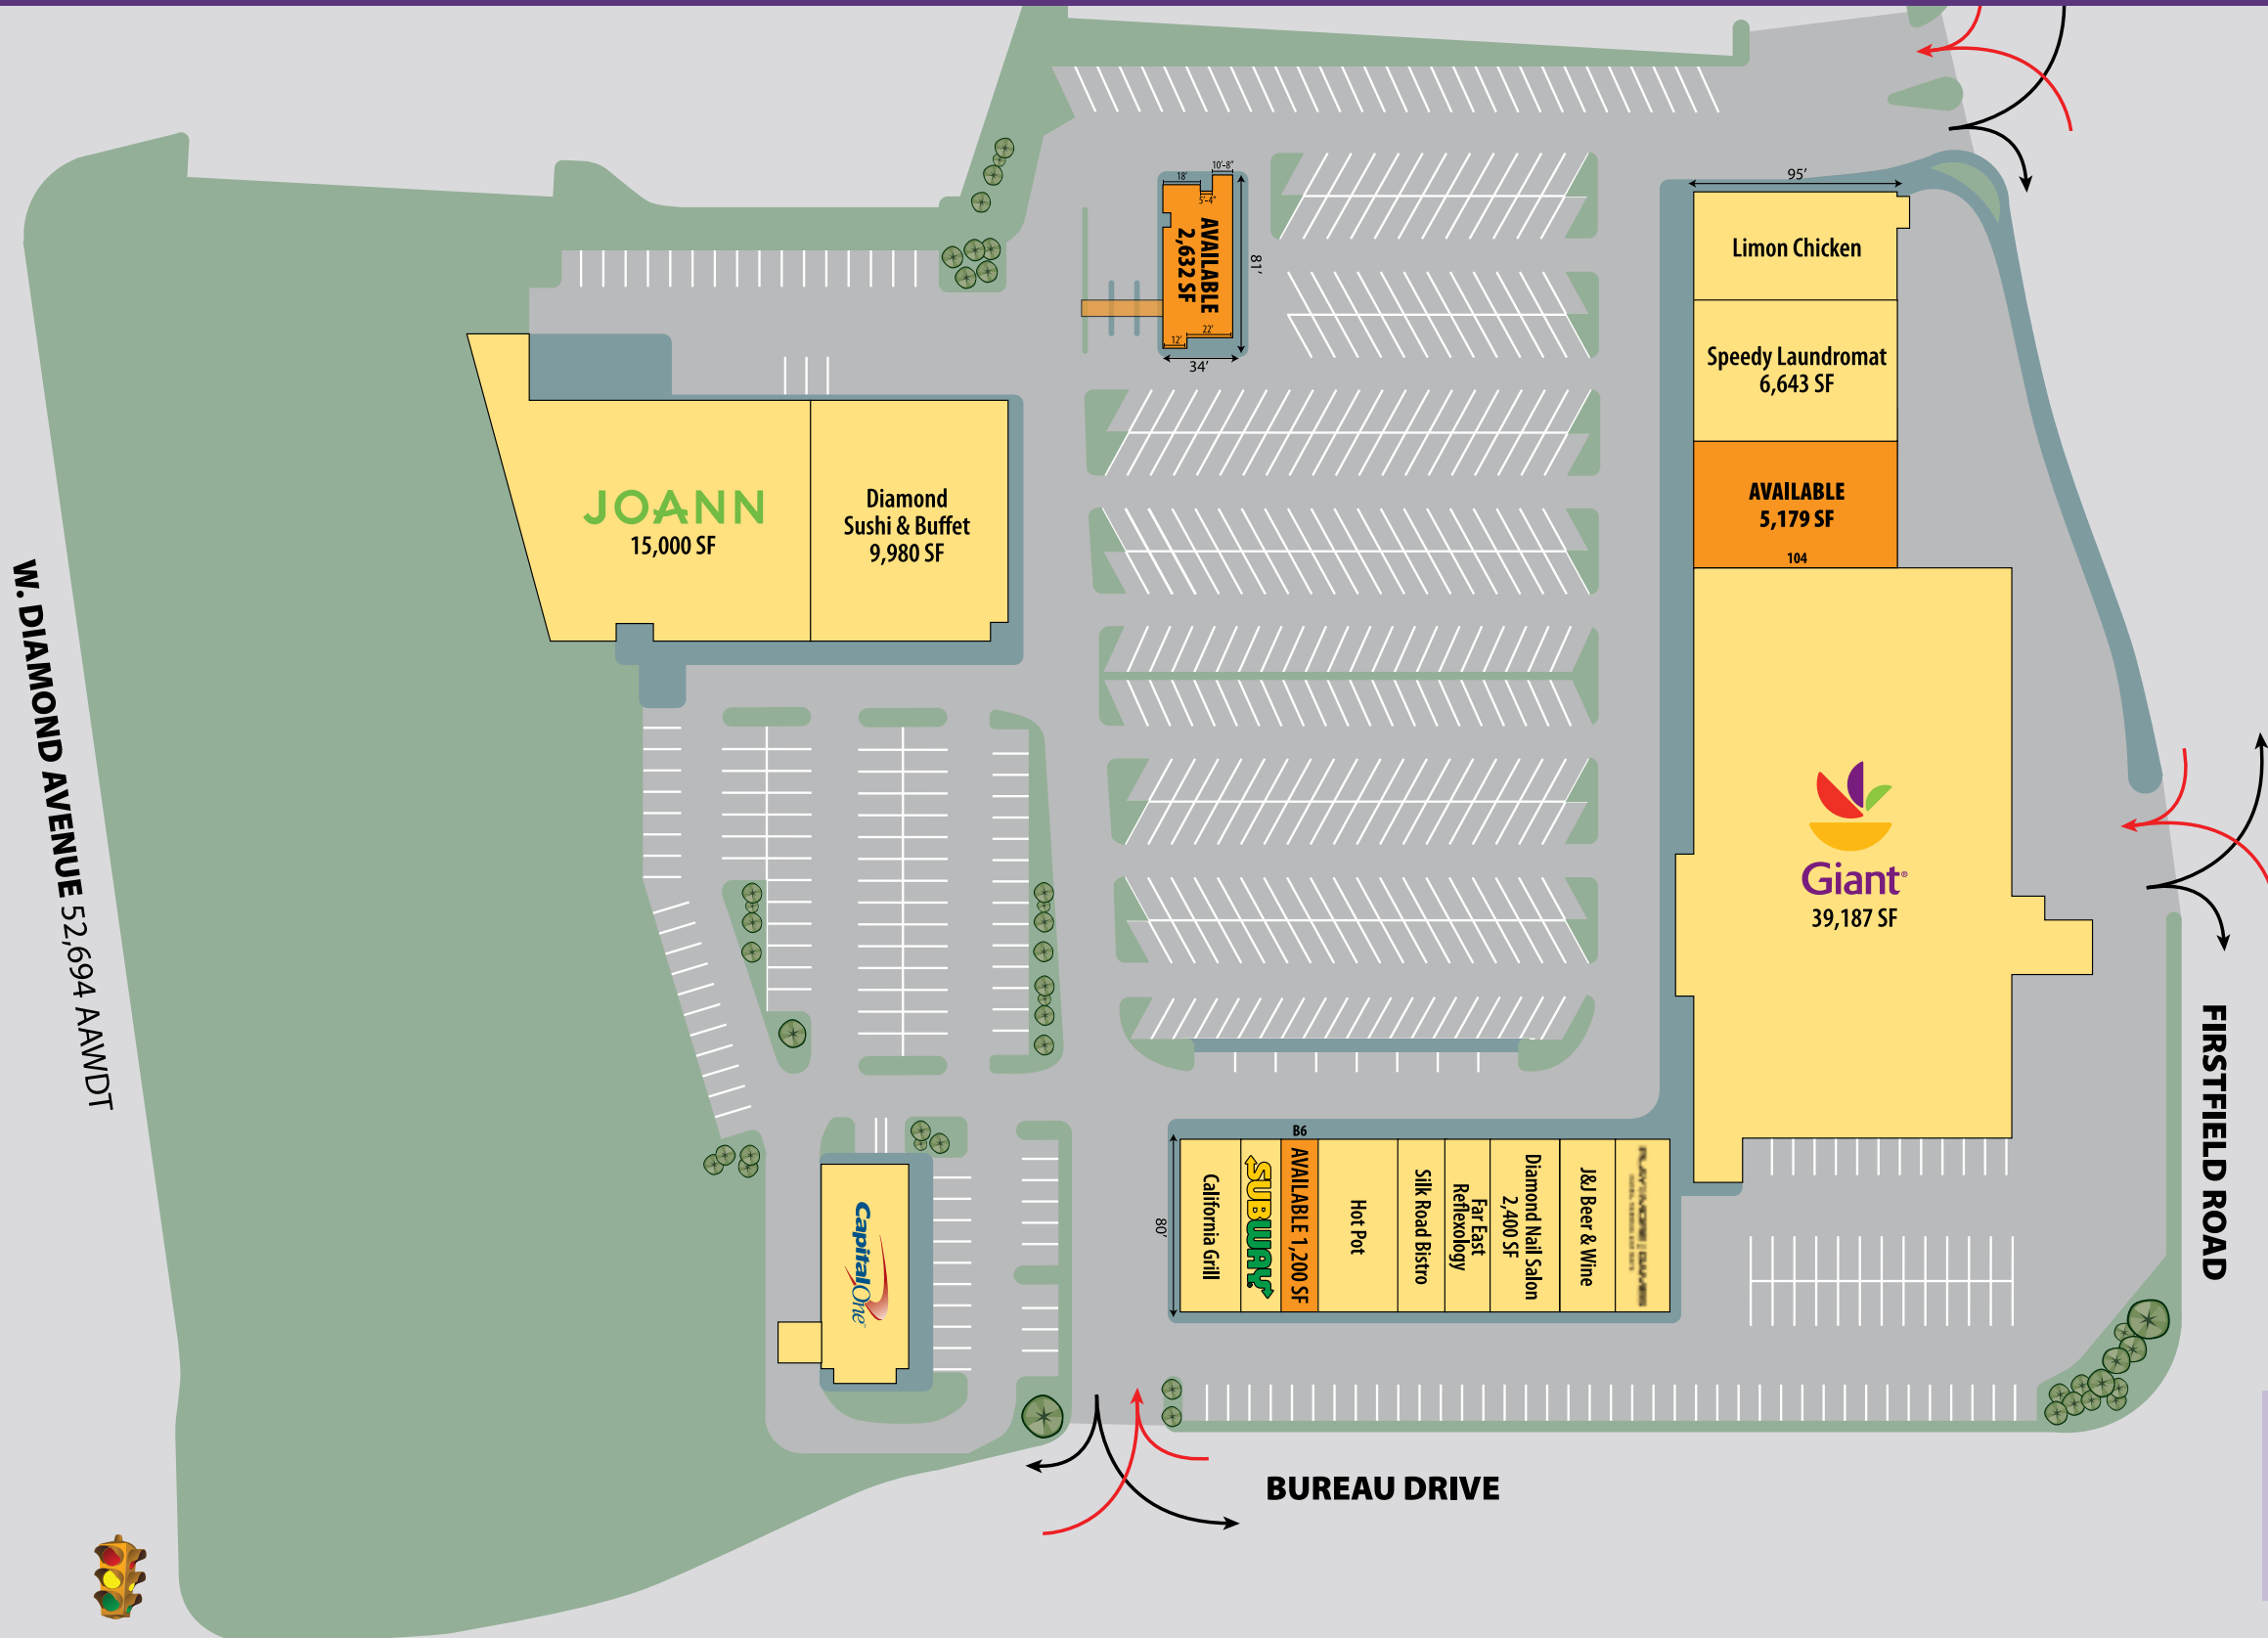 10'-8"
18'
5'-4"
AVAILABLE
2,632 SF
81'
22'
12'
34'
95'
Limon Chicken
Speedy Laundromat
6,643 SF
AVAILABLE
5,179 SF
104
JOANN
15,000 SF
Diamond
Sushi & Buffet
9,980 SF
W. DIAMOND AVENUE 52,694 AAWDT
Giant®
39,187 SF
FIRSTFIELD ROAD
B6
80'
California Grill
SUBWAY
AVAILABLE 1,200 SF
Hot Pot
Silk Road Bistro
Far East
Reflexology
Diamond Nail Salon
2,400 SF
J&J Beer & Wine
Capital One
BUREAU DRIVE